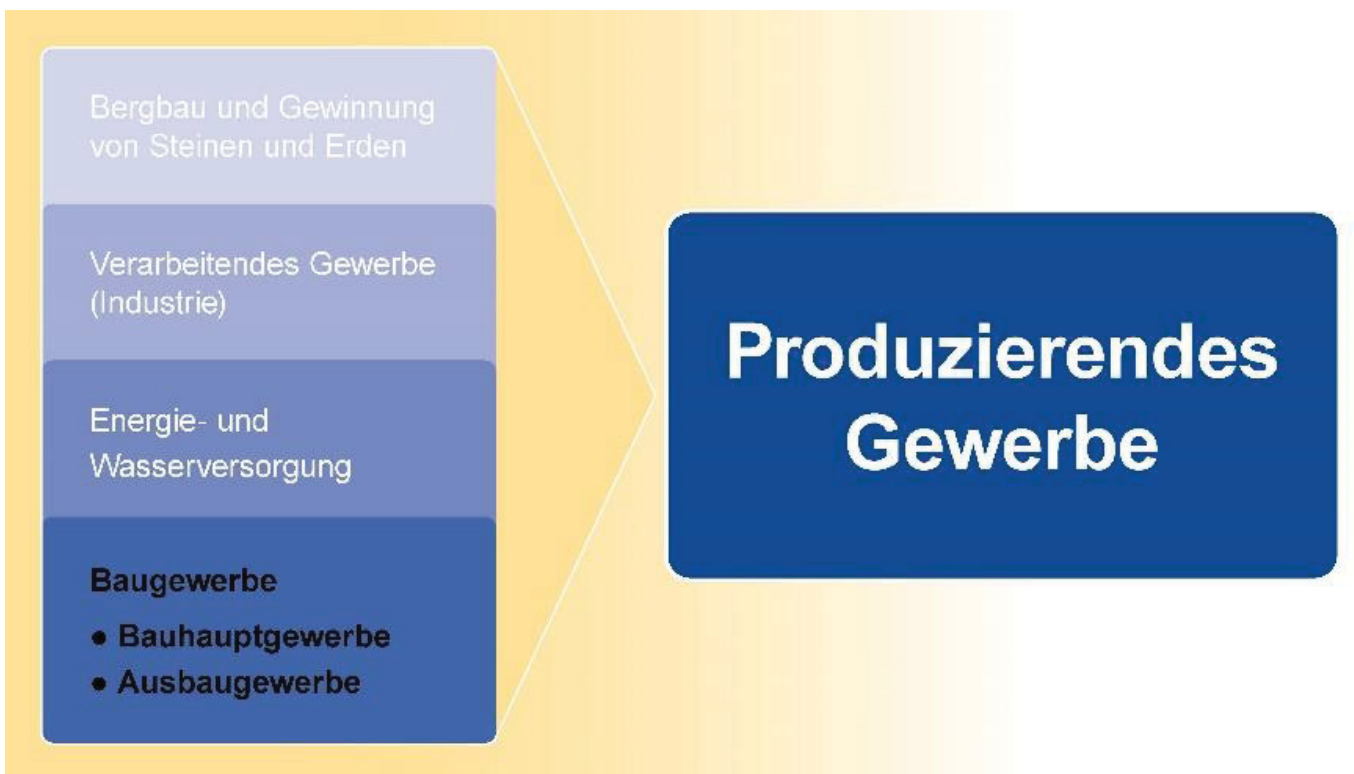 Bergbau und Gewinnung
von Steinen und Erden
Verarbeitendes Gewerbe
(Industrie)
Energie- und
Wasserversorgung
Baugewerbe
● Bauhauptgewerbe
● Ausbaugewerbe
Produzierendes
Gewerbe